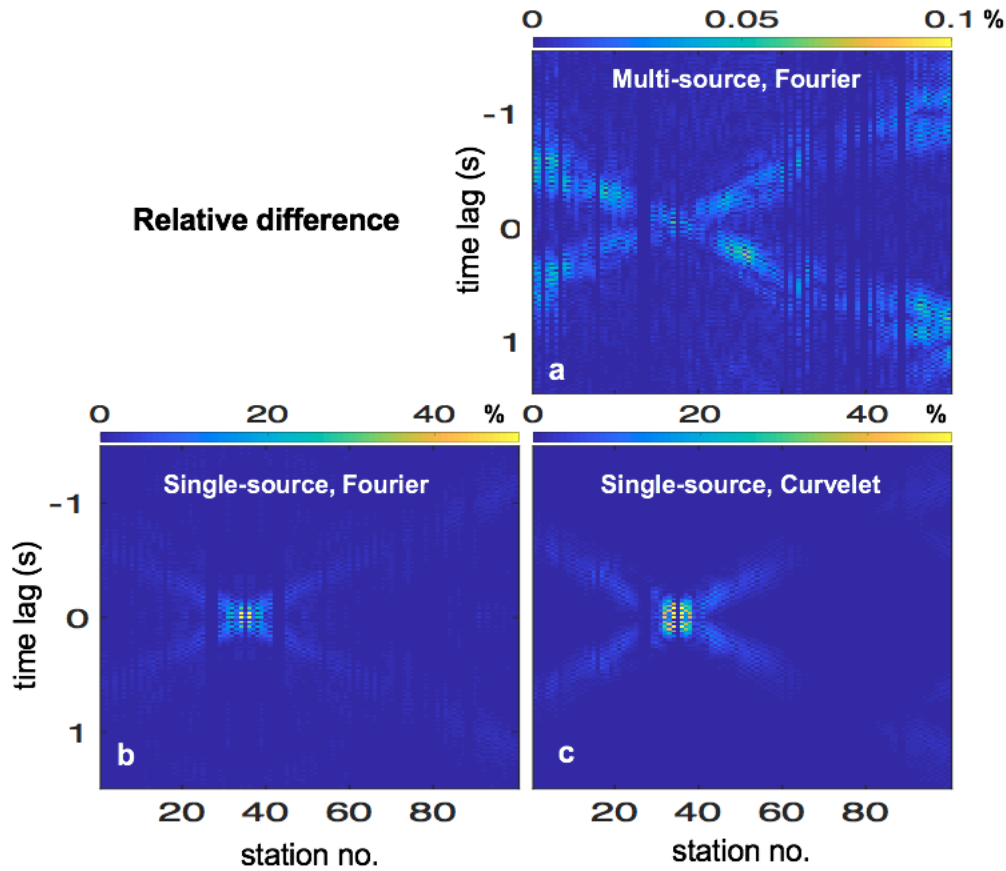 0 0.05 0.1 %
Multi-source, Fourier
-1
0
1
time lag (s)
a
Relative difference
0 20 40 %
0 20 40 %
Single-source, Fourier
Single-source, Curvelet
-1
0
1
time lag (s)
b
c
20 40 60 80
20 40 60 80
station no.
station no.